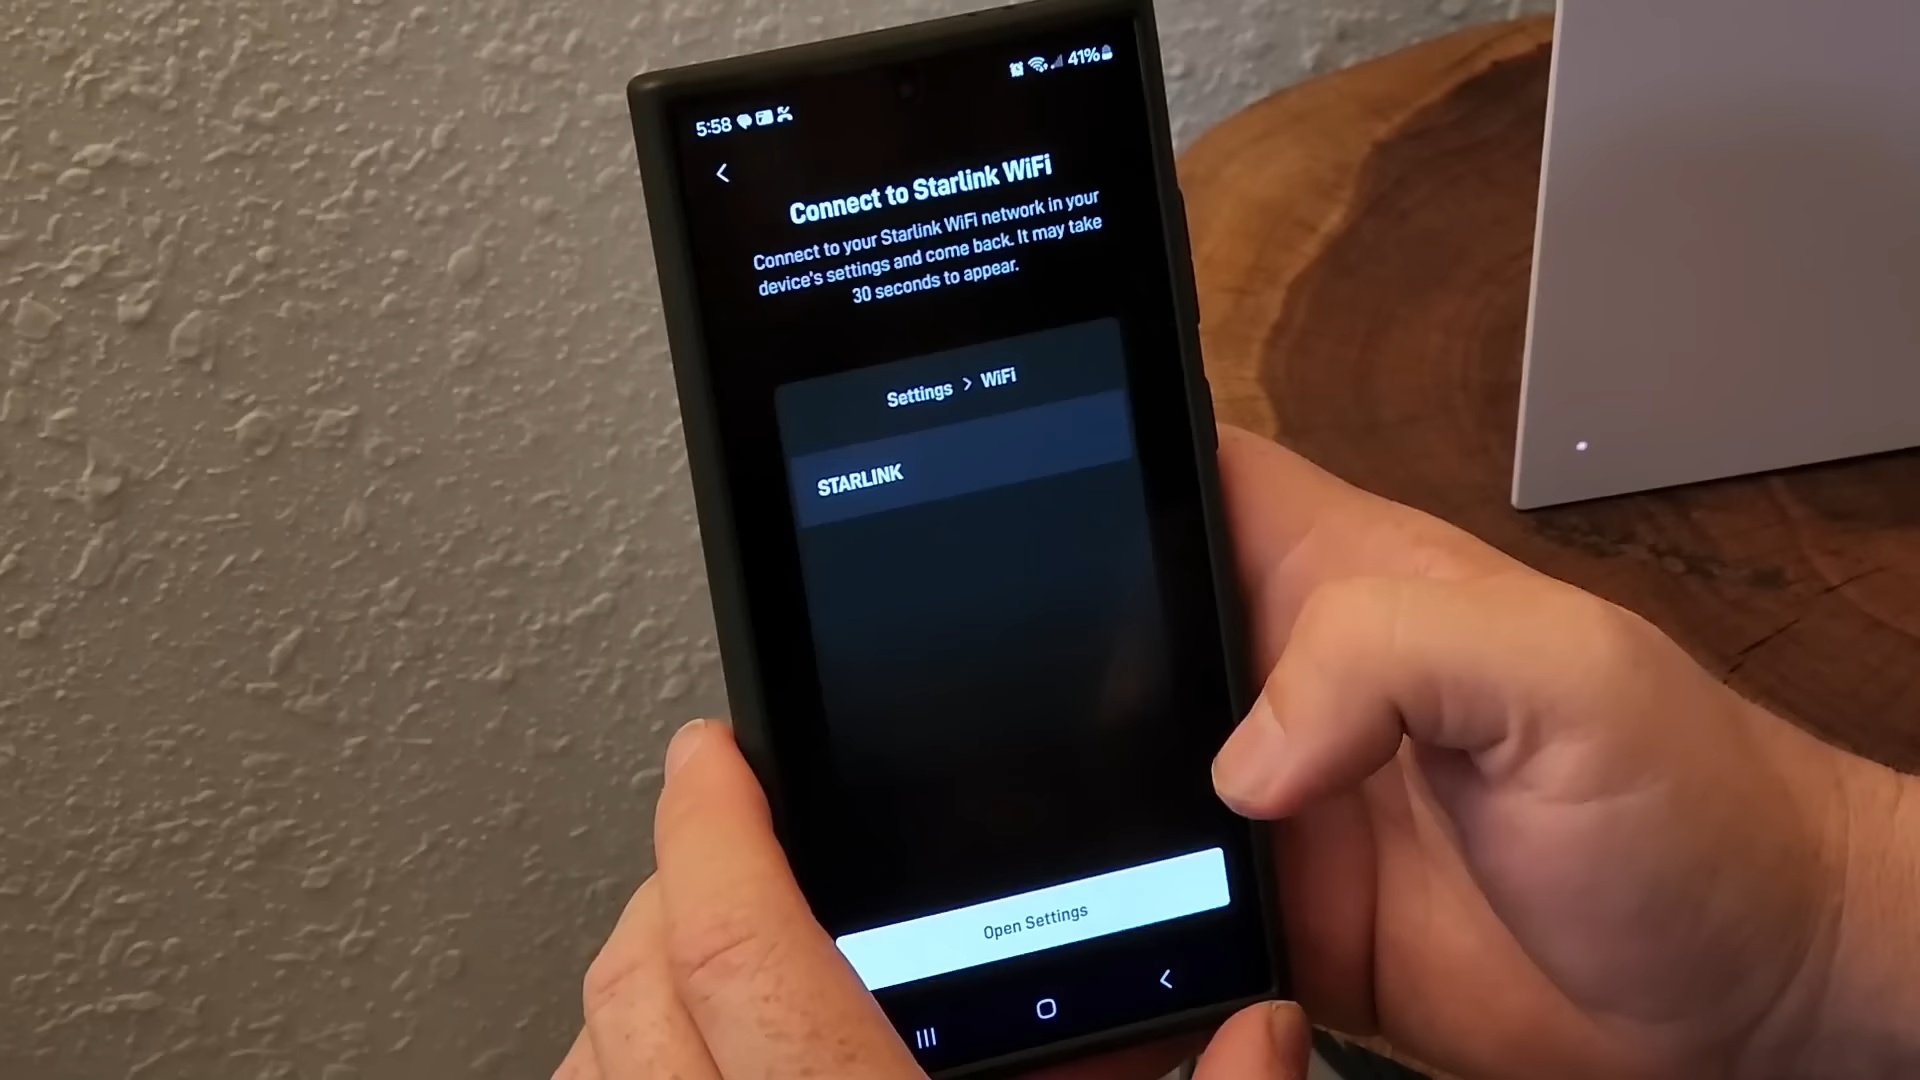 5:58
41%
Connect to Starlink WiFi
Connect to your Starlink WiFi network in your
device's settings and come back. It may take
30 seconds to appear.
Settings > WiFi
STARLINK
Open Settings